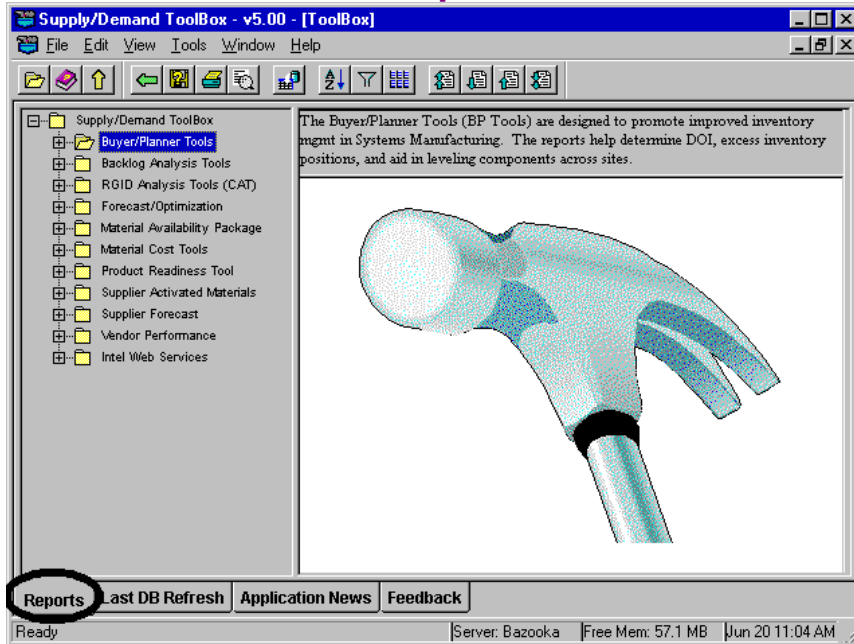 Supply/Demand ToolBox - v5.00 - [ToolBox]
File Edit View Tools Window Help
Supply/Demand ToolBox
Buyer/Planner Tools
Backlog Analysis Tools
RGID Analysis Tools (CAT)
Forecast/Optimization
Material Availability Package
Material Cost Tools
Product Readiness Tool
Supplier Activated Materials
Supplier Forecast
Vendor Performance
Intel Web Services
The Buyer/Planner Tools (BP Tools) are designed to promote improved inventory
mgmt in Systems Manufacturing. The reports help determine DOI, excess inventory
positions, and aid in leveling components across sites.
Reports Last DB Refresh Application News Feedback
Ready Server: Bazooka Free Mem: 57.1 MB Jun 20 11:04 AM